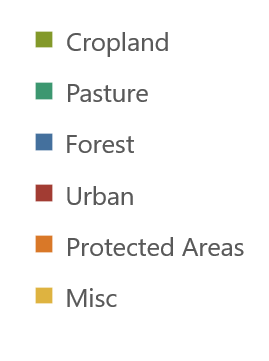 Cropland
Pasture
Forest
Urban
Protected Areas
Misc